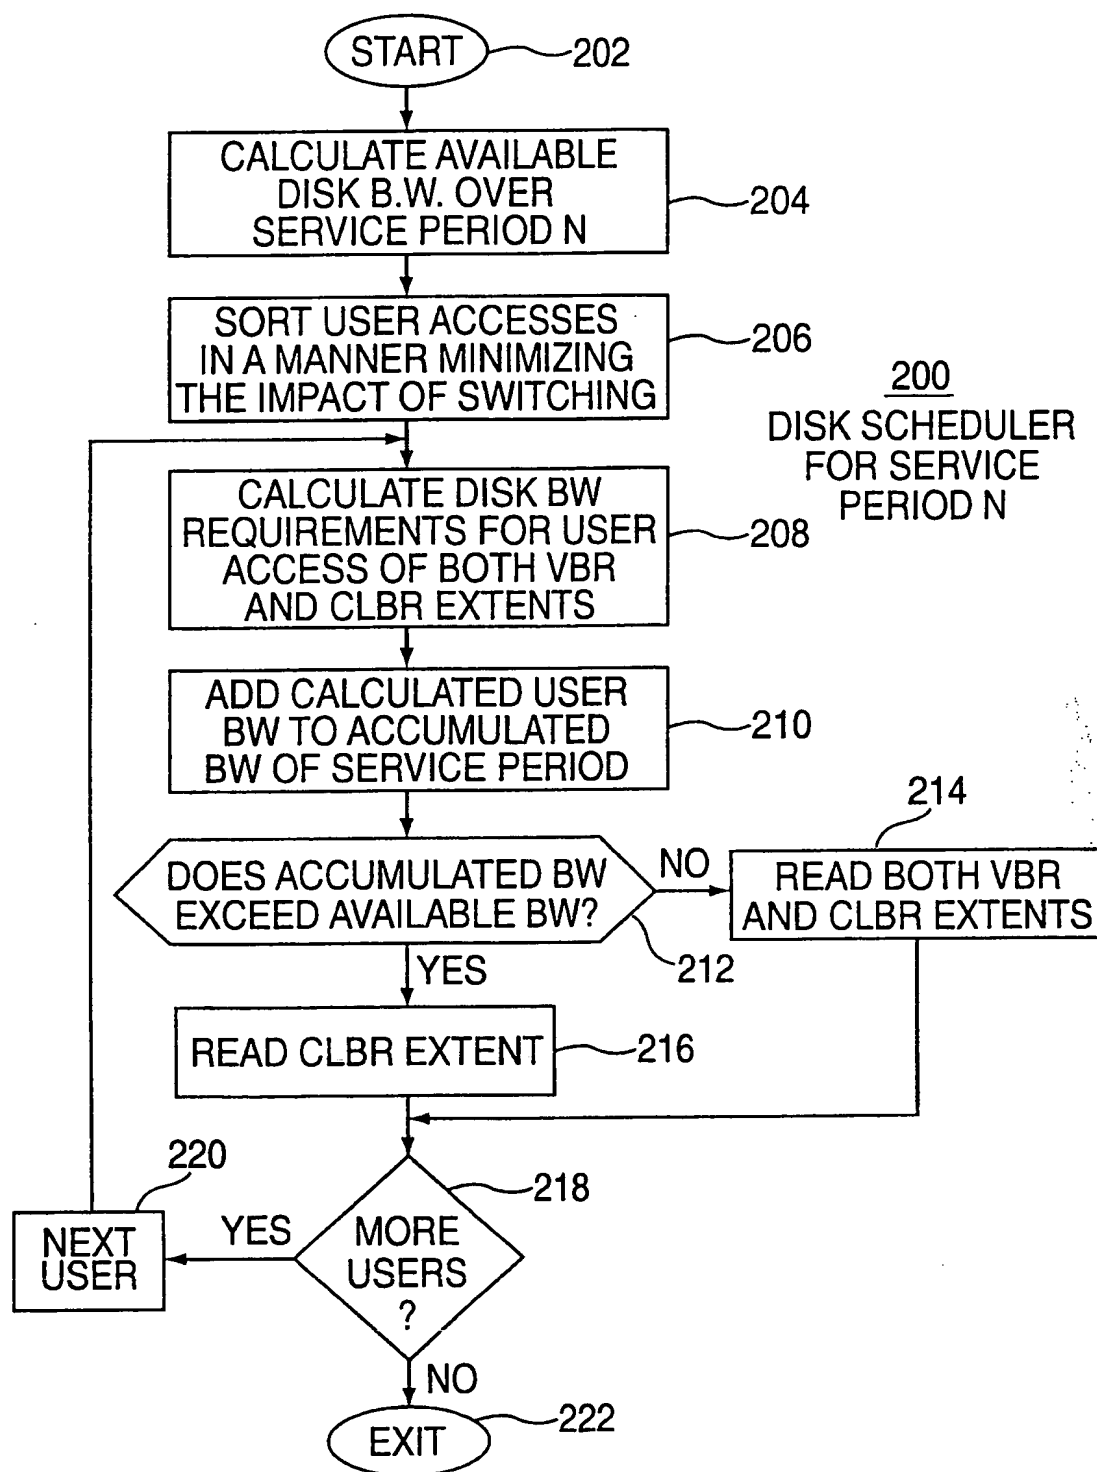 START
202
CALCULATE AVAILABLE
DISK B.W. OVER
SERVICE PERIOD N
204
SORT USER ACCESSES
IN A MANNER MINIMIZING
THE IMPACT OF SWITCHING
206
200
DISK SCHEDULER
FOR SERVICE
PERIOD N
CALCULATE DISK BW
REQUIREMENTS FOR USER
ACCESS OF BOTH VBR
AND CLBR EXTENTS
208
ADD CALCULATED USER
BW TO ACCUMULATED
BW OF SERVICE PERIOD
210
DOES ACCUMULATED BW
EXCEED AVAILABLE BW?
212
NO
214
READ BOTH VBR
AND CLBR EXTENTS
YES
READ CLBR EXTENT
216
MORE
USERS
?
218
YES
220
NEXT
USER
NO
EXIT
222